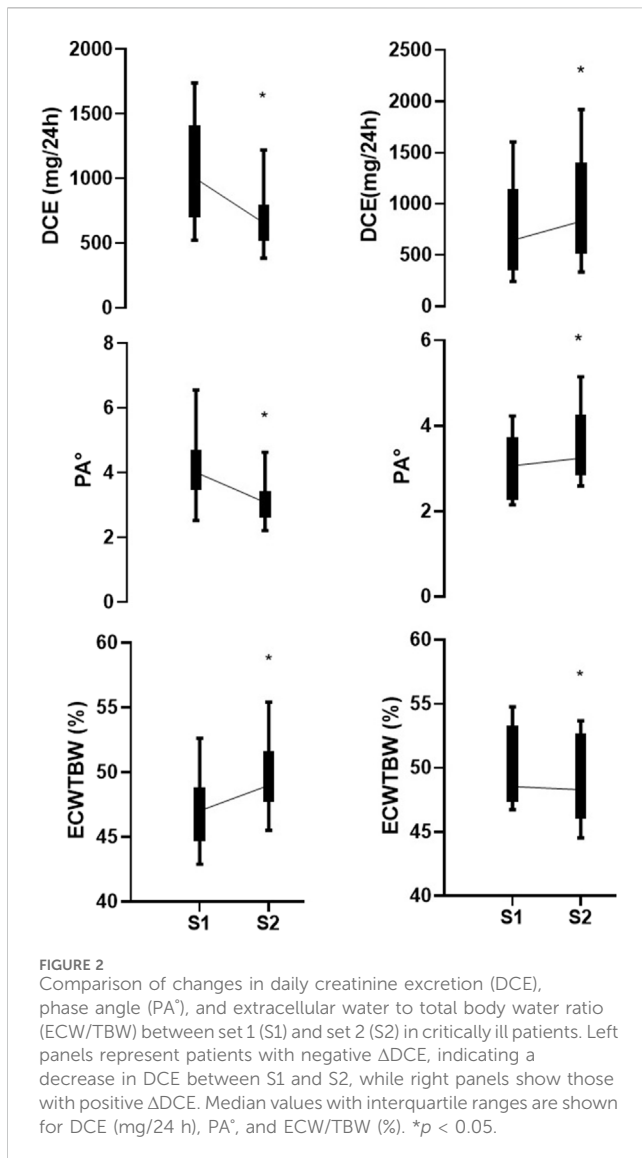 2000
1500
1000
500
0
DCE (mg/24h)
*
2500
2000
1500
1000
500
0
DCE(mg/24h)
*
8
6
4
2
0
PA°
*
6
4
2
0
PA°
*
60
55
50
45
40
ECWTBW (%)
*
S1 S2
60
55
50
45
40
ECWTBW (%)
*
S1 S2
FIGURE 2
Comparison of changes in daily creatinine excretion (DCE),
phase angle (PA°), and extracellular water to total body water ratio
(ECW/TBW) between set 1 (S1) and set 2 (S2) in critically ill patients. Left
panels represent patients with negative ΔDCE, indicating a
decrease in DCE between S1 and S2, while right panels show those
with positive ΔDCE. Median values with interquartile ranges are shown
for DCE (mg/24 h), PA°, and ECW/TBW (%). *p < 0.05.